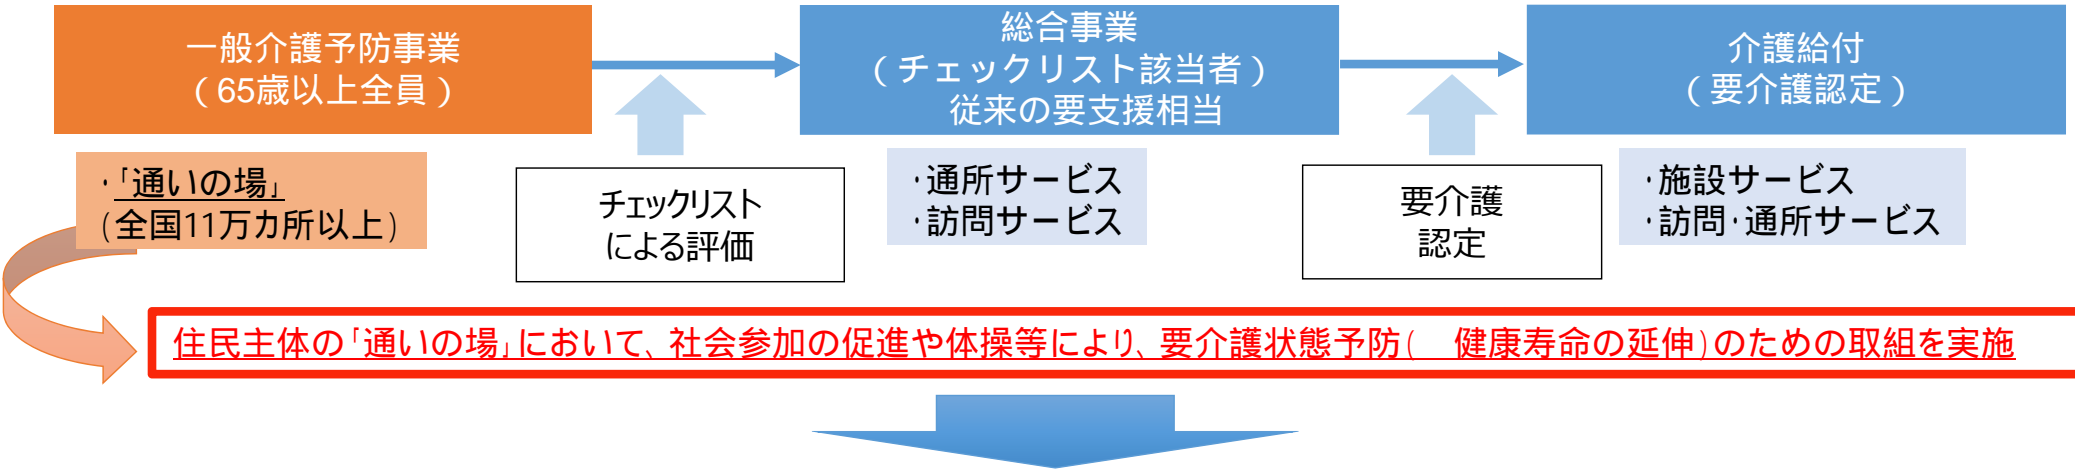 一般介護予防事業
（65歳以上全員）
総合事業
（チェックリスト該当者）
従来の要支援相当
介護給付
（要介護認定）
・「通いの場」
(全国11万カ所以上)
チェックリスト
による評価
・通所サービス
・訪問サービス
要介護
認定
・施設サービス
・訪問・通所サービス
住民主体の「通いの場」において、社会参加の促進や体操等により、要介護状態予防(　健康寿命の延伸)のための取組を実施